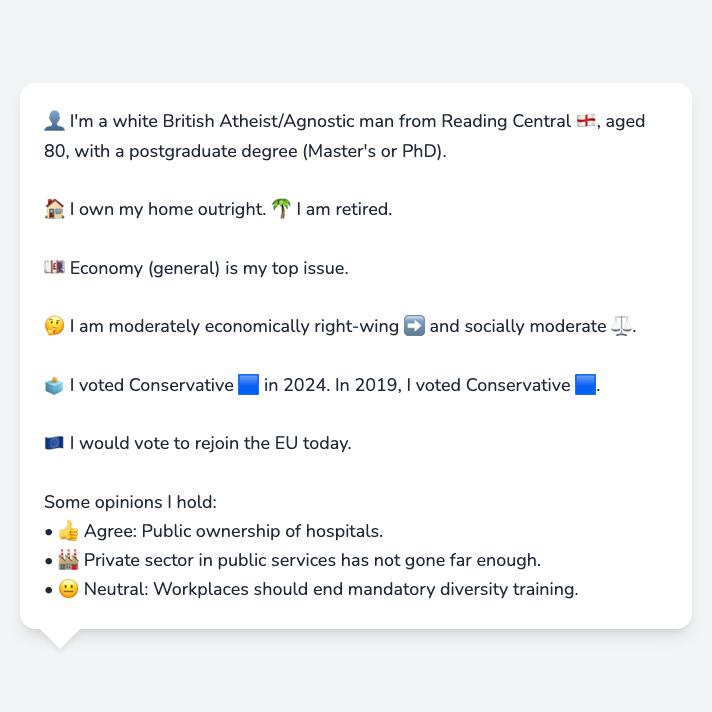 👤 I'm a white British Atheist/Agnostic man from Reading Central 🏴󠁧󠁢󠁥󠁮󠁧󠁿, aged
80, with a postgraduate degree (Master's or PhD).
🏠 I own my home outright. 🌴 I am retired.
💷 Economy (general) is my top issue.
🤔 I am moderately economically right-wing ➡️ and socially moderate ⚖️.
🗳️ I voted Conservative 🟦 in 2024. In 2019, I voted Conservative 🟦.
🇪🇺 I would vote to rejoin the EU today.
Some opinions I hold:
• 👍 Agree: Public ownership of hospitals.
• 🏭 Private sector in public services has not gone far enough.
• 😐 Neutral: Workplaces should end mandatory diversity training.